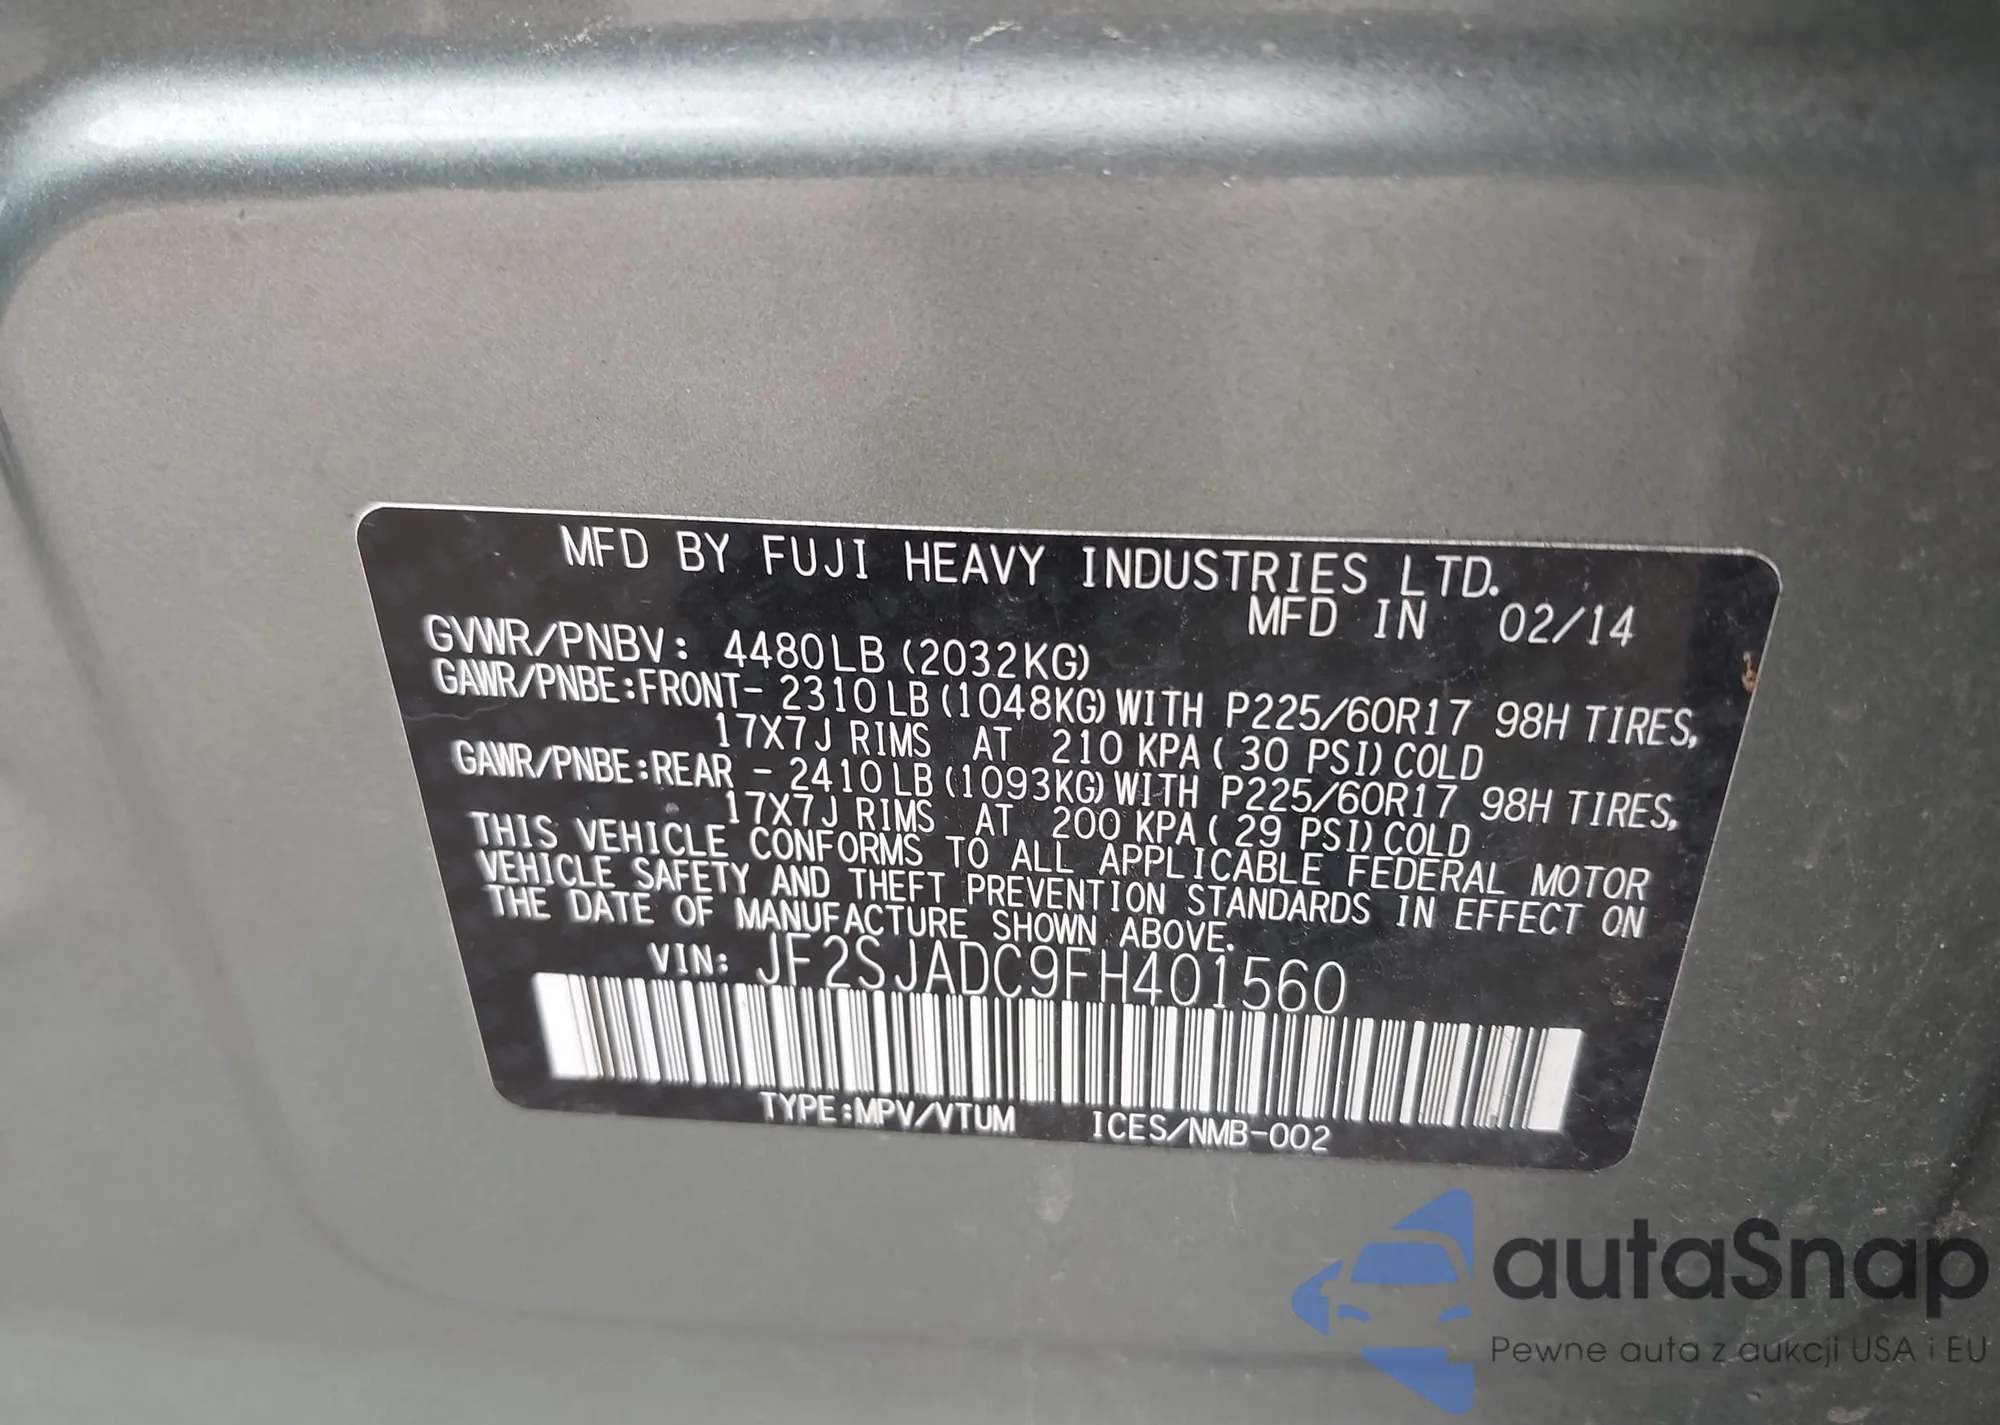 MFD BY FUJI HEAVY INDUSTRIES LTD.
MFD IN 02/14
GVWR/PNBV: 4480LB (2032KG)
GAWR/PNBE:FRONT- 2310LB (1048KG) WITH P225/60R17 98H TIRES,
17X7J RIMS AT 210 KPA ( 30 PSI) COLD
GAWR/PNBE:REAR - 2410LB (1093KG) WITH P225/60R17 98H TIRES,
17X7J RIMS AT 200 KPA ( 29 PSI) COLD
THIS VEHICLE CONFORMS TO ALL APPLICABLE FEDERAL MOTOR
VEHICLE SAFETY AND THEFT PREVENTION STANDARDS IN EFFECT ON
THE DATE OF MANUFACTURE SHOWN ABOVE.
VIN: JF2SJADC9FH401560
TYPE:MPV/VTUM ICES/NMB-002
autaSnap
Pewne auta z aukcji USA i EU